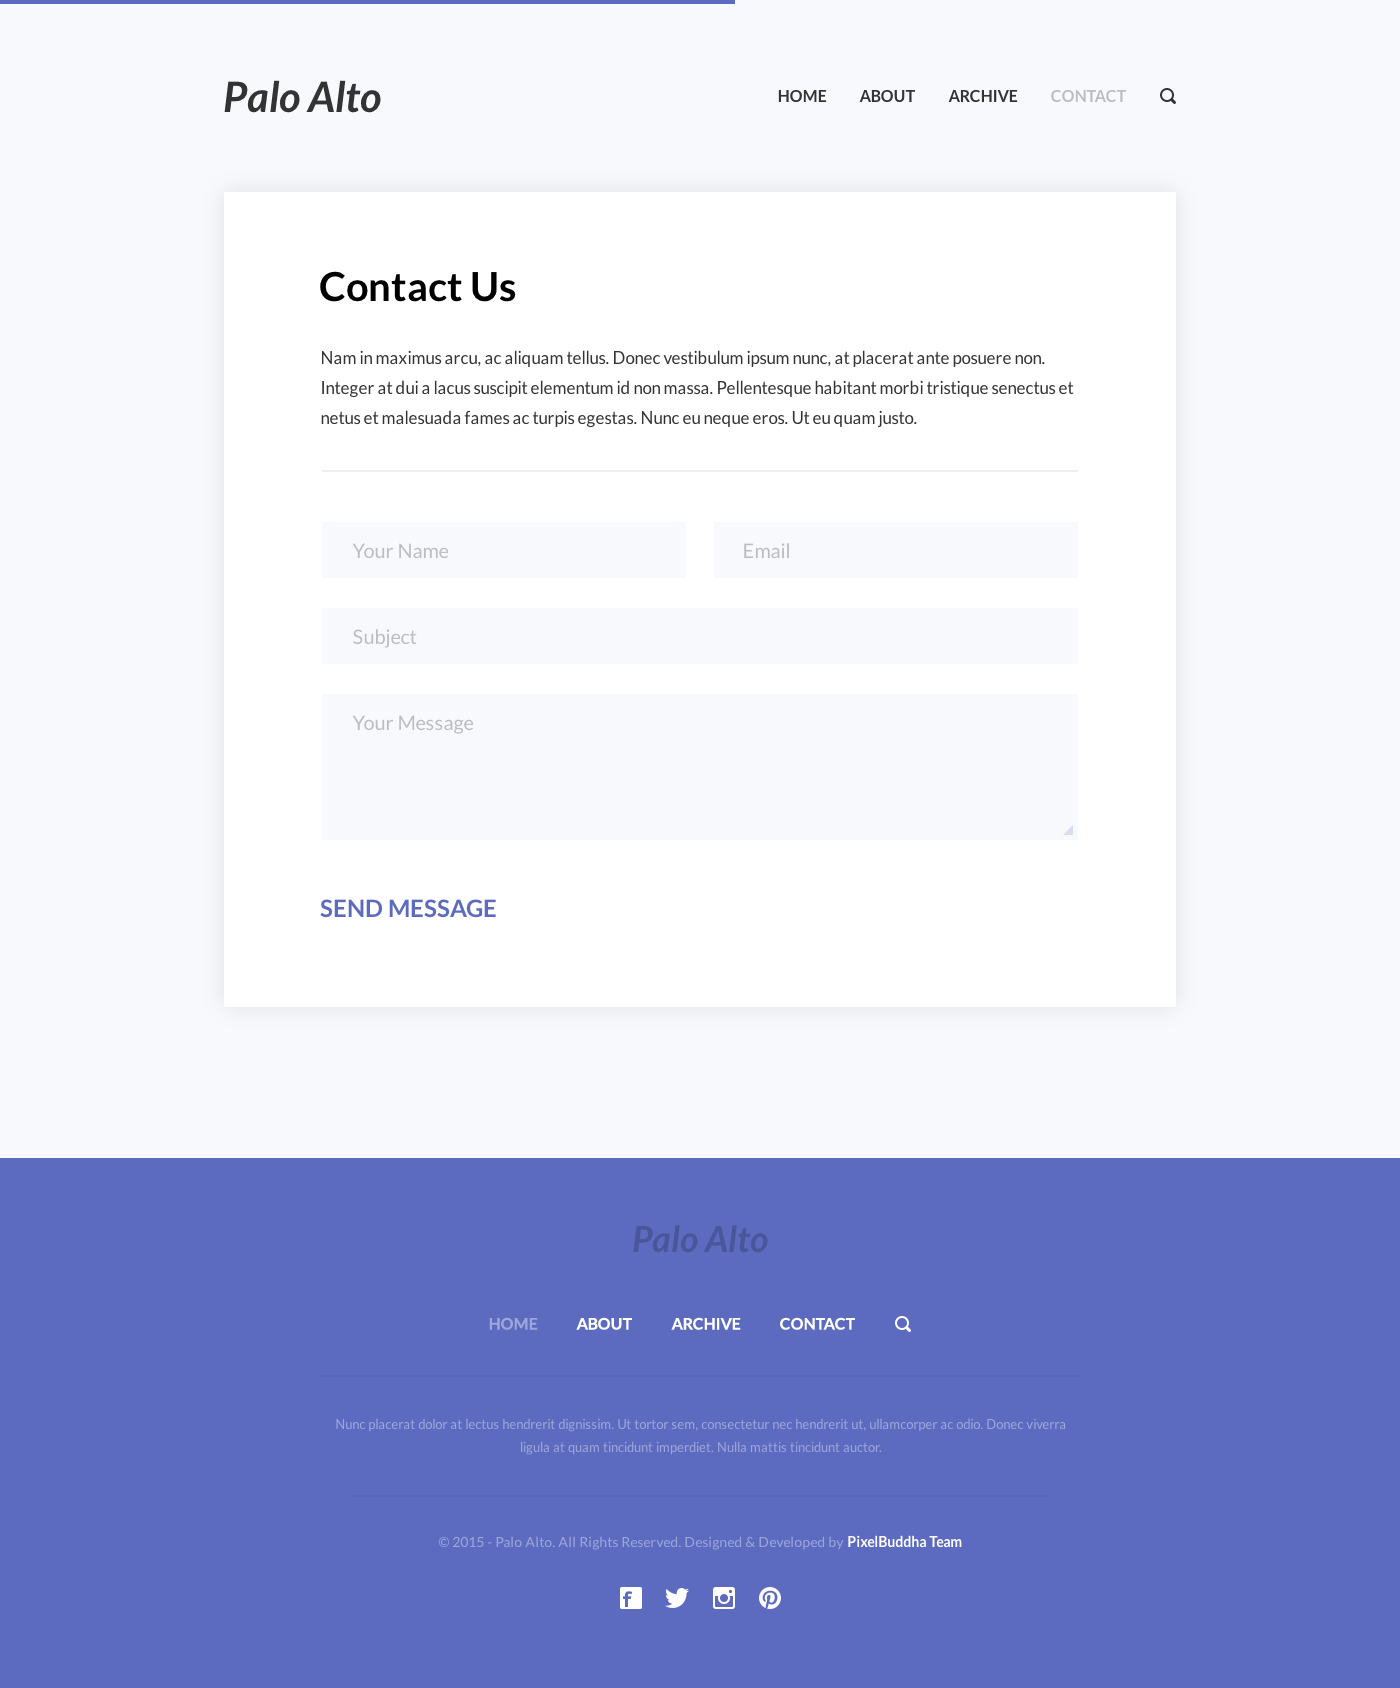 Palo Alto
HOME ABOUT ARCHIVE CONTACT
Contact Us
Nam in maximus arcu, ac aliquam tellus. Donec vestibulum ipsum nunc, at placerat ante posuere non.
Integer at dui a lacus suscipit elementum id non massa. Pellentesque habitant morbi tristique senectus et
netus et malesuada fames ac turpis egestas. Nunc eu neque eros. Ut eu quam justo.
Your Name Email
Subject
Your Message
SEND MESSAGE
Palo Alto
HOME ABOUT ARCHIVE CONTACT
Nunc placerat dolor at lectus hendrerit dignissim. Ut tortor sem, consectetur nec hendrerit ut, ullamcorper ac odio. Donec viverra
ligula at quam tincidunt imperdiet. Nulla mattis tincidunt auctor.
© 2015 - Palo Alto. All Rights Reserved. Designed & Developed by PixelBuddha Team